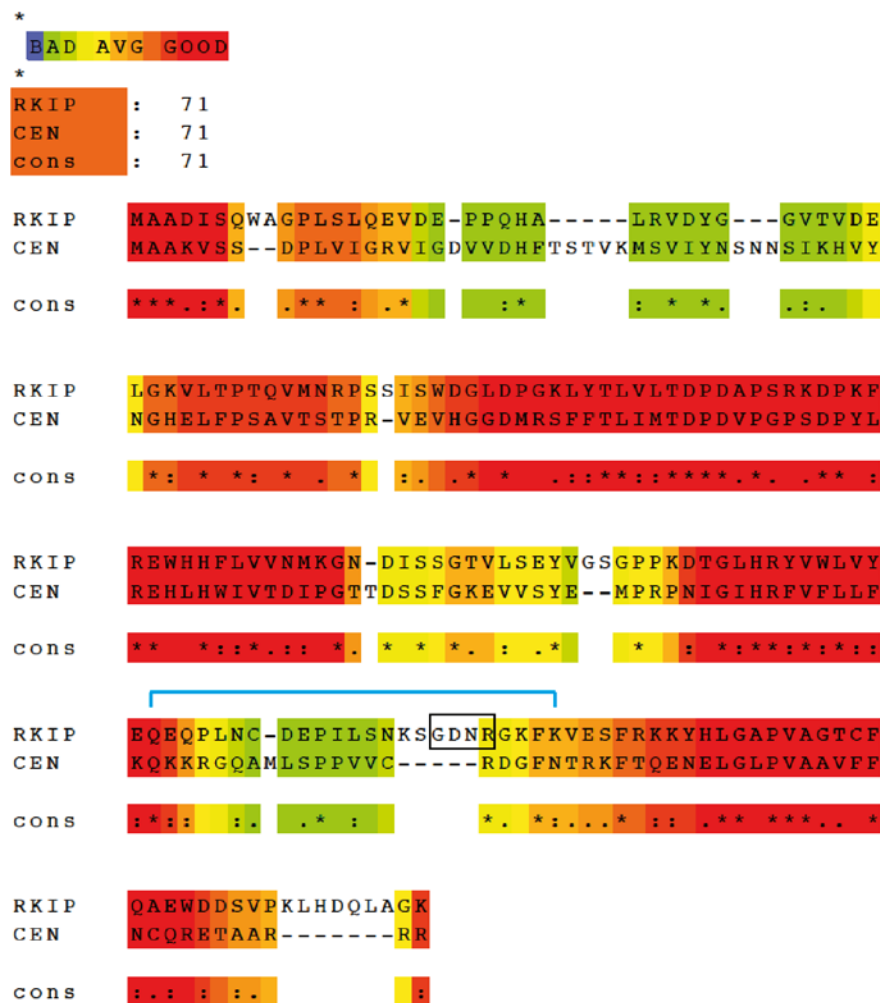 *
BAD AVG GOOD
*
RKIP : 71
CEN : 71
cons : 71
RKIP MAADISQWAGPLSLQEVDE-PPQHA-----LRVDYG---GVTVDE
CEN MAAKVSS--DPLVIGRVIGDVVDHFTSTVKMSVIYNSNNSIKHVY
cons ***.:*.  .** : .*     :*     : * *.   .:.
RKIP LGKVLTPTQVMNRPSSISWDGLDPGKLYTLVLTDPDAPSRKDPKF
CEN NGHELFPSAVTSTPR-VEVHGGDMRSFFTLIMTDPDVPGPSDPYL
cons  *: * *: * . *  :. .* *  .::**::****.*. .** :
RKIP REWHHFLVVNMKGN-DISSGTVLSEYVGSGPPKDTGLHRYVWLVY
CEN REHLHWIVTDIPGTTDSSFGKEVVSYE--MPRPNIGIHRFVFLLF
cons **  *::*.:: *. * * *. : .*    *  : *:**:*:*:
RKIP EQEQPLNC-DEPILSNKSGDNRGKFKVESFRKKYHLGAPVAGTCF
CEN KQKKRGQAMLSPPVVC-----RDGFNTRKFTQENELGLPVAAVFF
cons :*::  :.  .* :       *. *:...* :: .** ***.. *
RKIP QAEWDDSVPKLHDQLAGK
CEN NCQRETAAR-------RR
cons :.: : :.         :